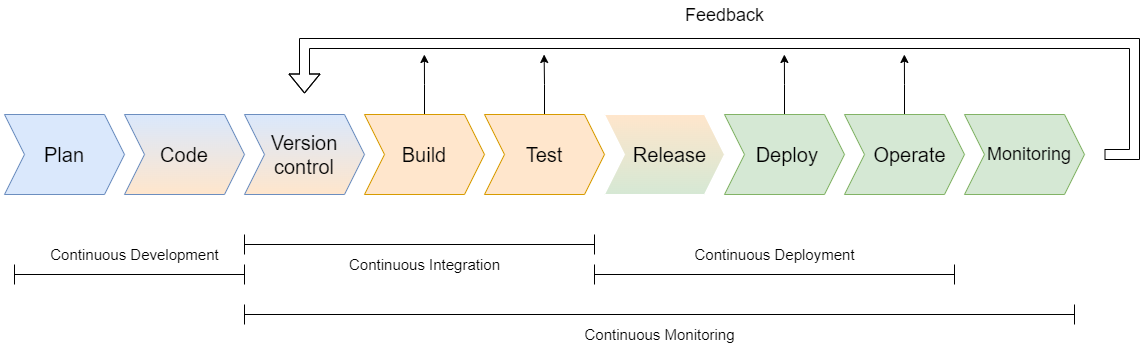 Feedback
Plan
Code
Version
control
Build
Test
Release
Deploy
Operate
Monitoring
Continuous Development
Continuous Integration
Continuous Deployment
Continuous Monitoring